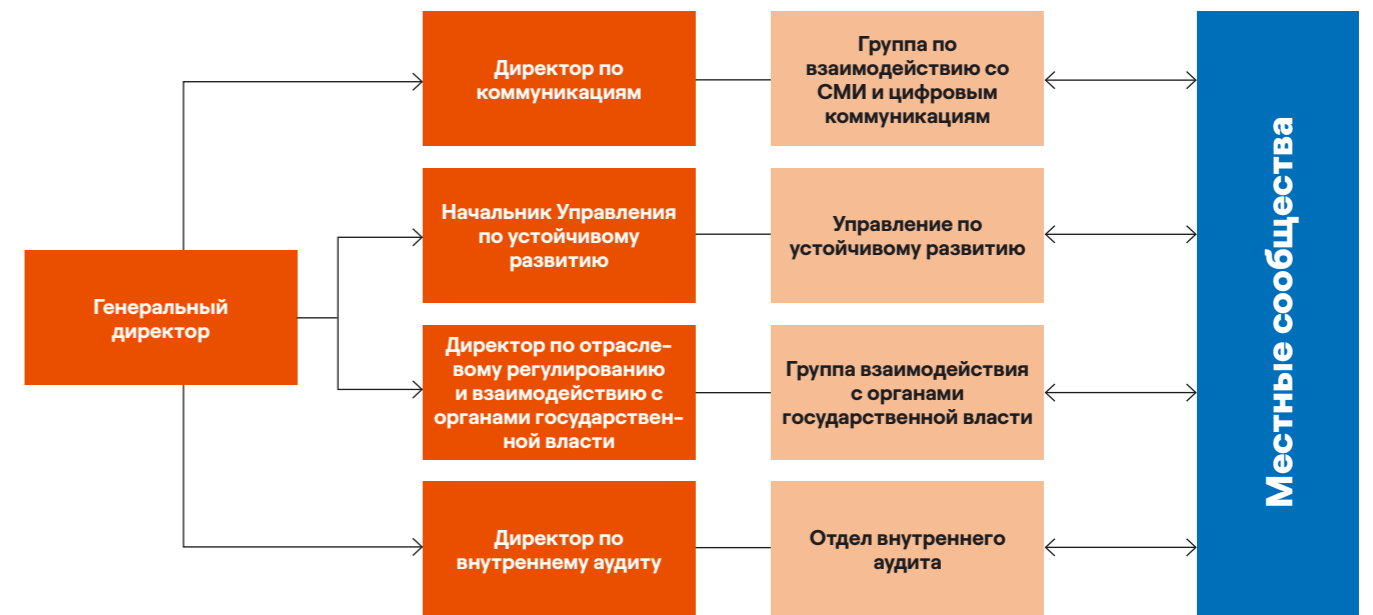 Директор по
коммуникациям
Группа по
взаимодействию со
СМИ и цифровым
коммуникациям
Начальник Управления
по устойчивому
развитию
Управление по
устойчивому развитию
Генеральный
директор
Директор по отрасле-
вому регулированию
и взаимодействию с
органами государствен-
ной власти
Группа взаимодействия
с органами
государственной власти
Директор по
внутреннему аудиту
Отдел внутреннего
аудита
Местные сообщества